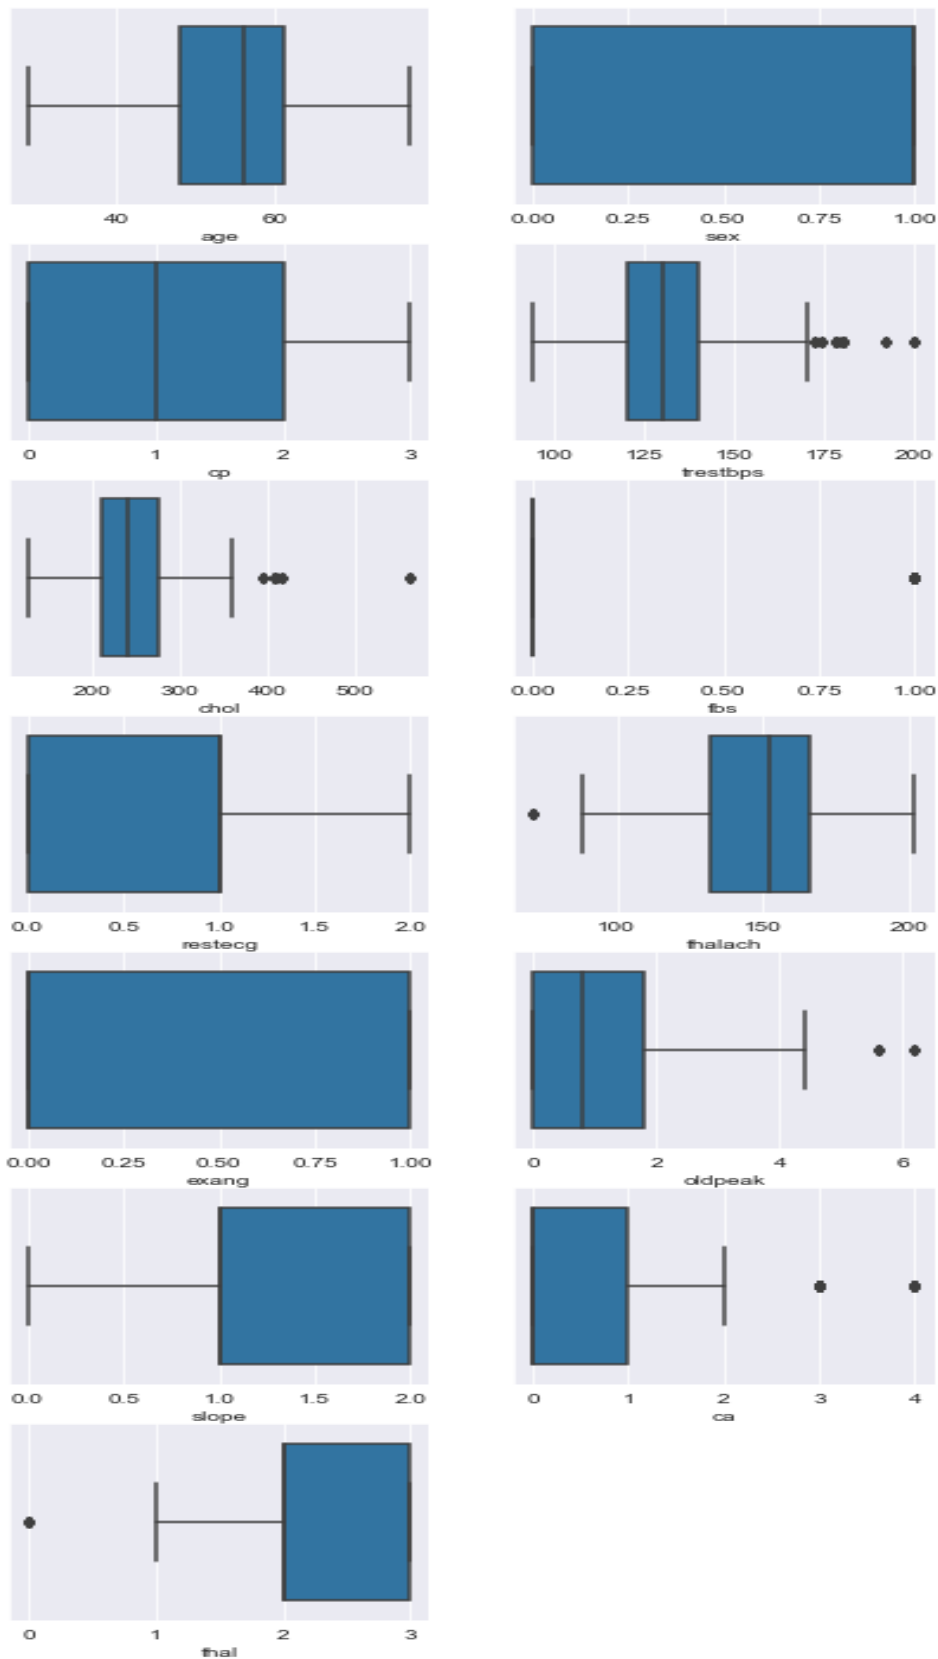 40 60
age
0.00 0.25 0.50 0.75 1.00
sex
0 1 2 3
cp
100 125 150 175 200
trestbps
200 300 400 500
chol
0.00 0.25 0.50 0.75 1.00
fbs
0.0 0.5 1.0 1.5 2.0
restecg
100 150 200
thalach
0.00 0.25 0.50 0.75 1.00
exang
0 2 4 6
oldpeak
0.0 0.5 1.0 1.5 2.0
slope
0 1 2 3 4
ca
0 1 2 3
thal